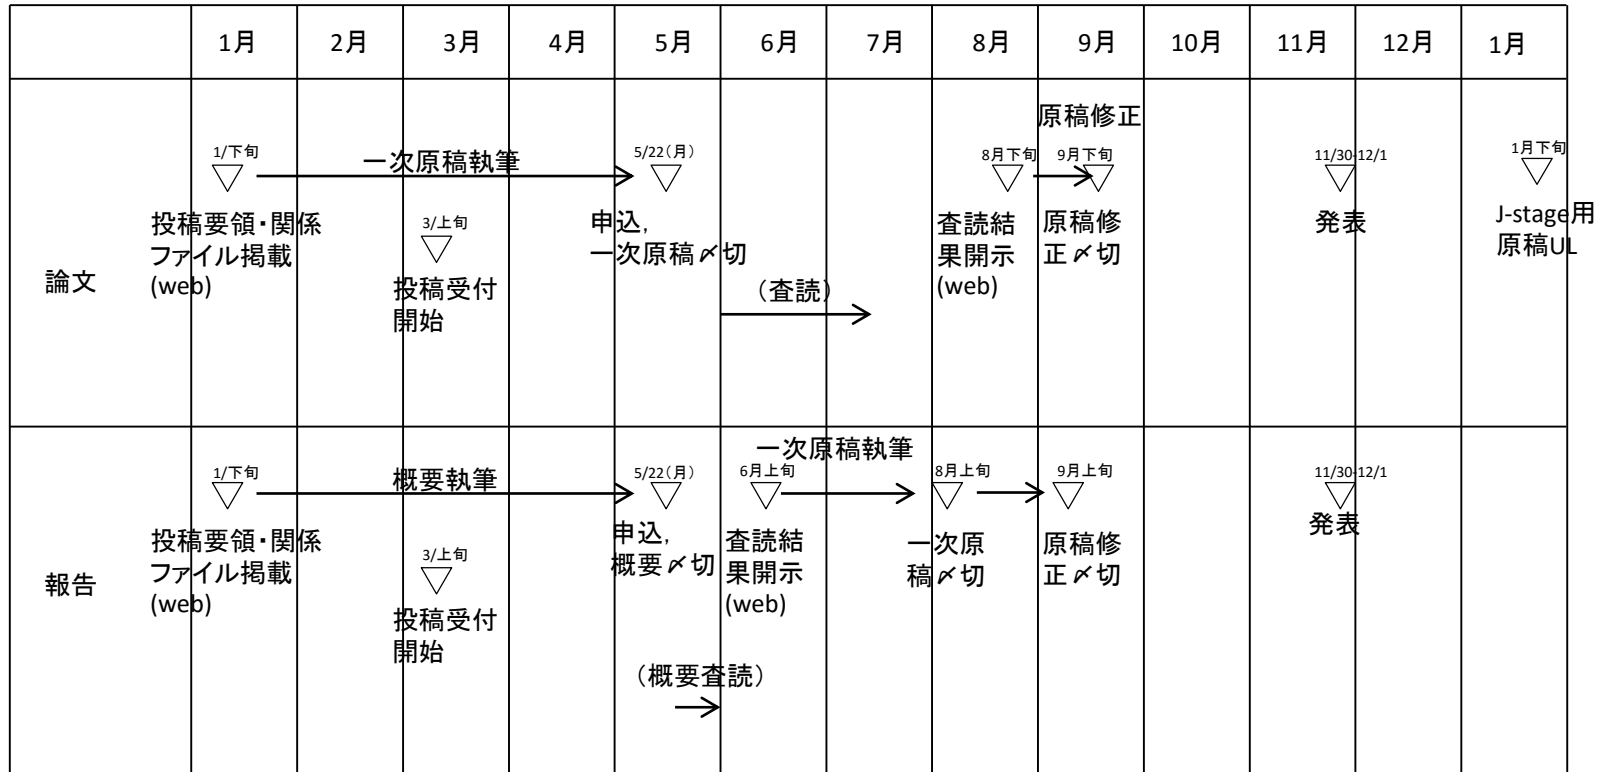 1月 2月 3月 4月 5月 6月 7月 8月 9月 10月 11月 12月 1月
論文
1/下旬
投稿要領・関係
ファイル掲載
(web)
一次原稿執筆
3/上旬
投稿受付
開始
5/22(月)
申込,
一次原稿〆切
(査読)
8月下旬
査読結
果開示
(web)
原稿修正
9月下旬
原稿修
正〆切
11/30-12/1
発表
1月下旬
J-stage用
原稿UL
報告
1/下旬
投稿要領・関係
ファイル掲載
(web)
概要執筆
3/上旬
投稿受付
開始
5/22(月)
申込,
概要〆切
(概要査読)
6月上旬
査読結
果開示
(web)
一次原稿執筆
8月上旬
一次原
稿〆切
9月上旬
原稿修
正〆切
11/30-12/1
発表